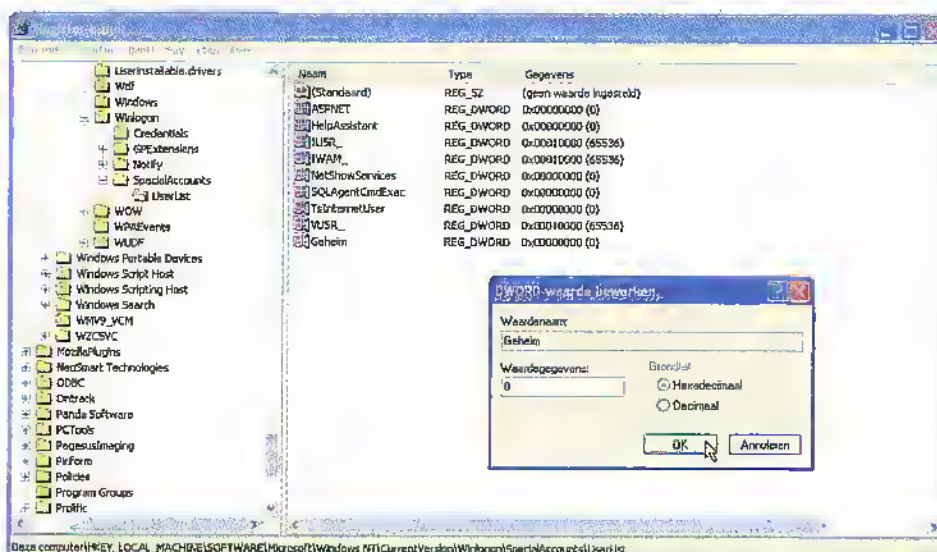 Userinstallable.drivers
Wdf
Windows
Winlogon
Credentials
GPExtensions
Notify
SpecialAccounts
UserList
WOW
WPAEvents
WUDF
Windows Portable Devices
Windows Script Host
Windows Scripting Host
Windows Search
WMV9_VCM
WZCSVC
MozillaPlugins
NetSmart Technologies
ODBC
Ontrack
Panda Software
PCTools
PegasusImaging
Piriform
Policies
Program Groups
Prolific
Naam Type Gegevens
(Standaard) REG_SZ (geen waarde ingesteld)
ASPNET REG_DWORD 0x00000000 (0)
HelpAssistant REG_DWORD 0x00000000 (0)
IUSR_ REG_DWORD 0x00010000 (65536)
IWAM_ REG_DWORD 0x00010000 (65536)
NetShowServices REG_DWORD 0x00000000 (0)
SQLAgentCmdExec REG_DWORD 0x00000000 (0)
TsInternetUser REG_DWORD 0x00000000 (0)
VUSR_ REG_DWORD 0x00010000 (65536)
Geheim REG_DWORD 0x00000000 (0)
DWORD-waarde bewerken
Waardenaam:
Geheim
Waardegegevens:
0
Grondtal
Hexadecimaal
Decimaal
OK Annuleren
Deze computer\HKEY_LOCAL_MACHINE\SOFTWARE\Microsoft\Windows NT\CurrentVersion\Winlogon\SpecialAccounts\UserList